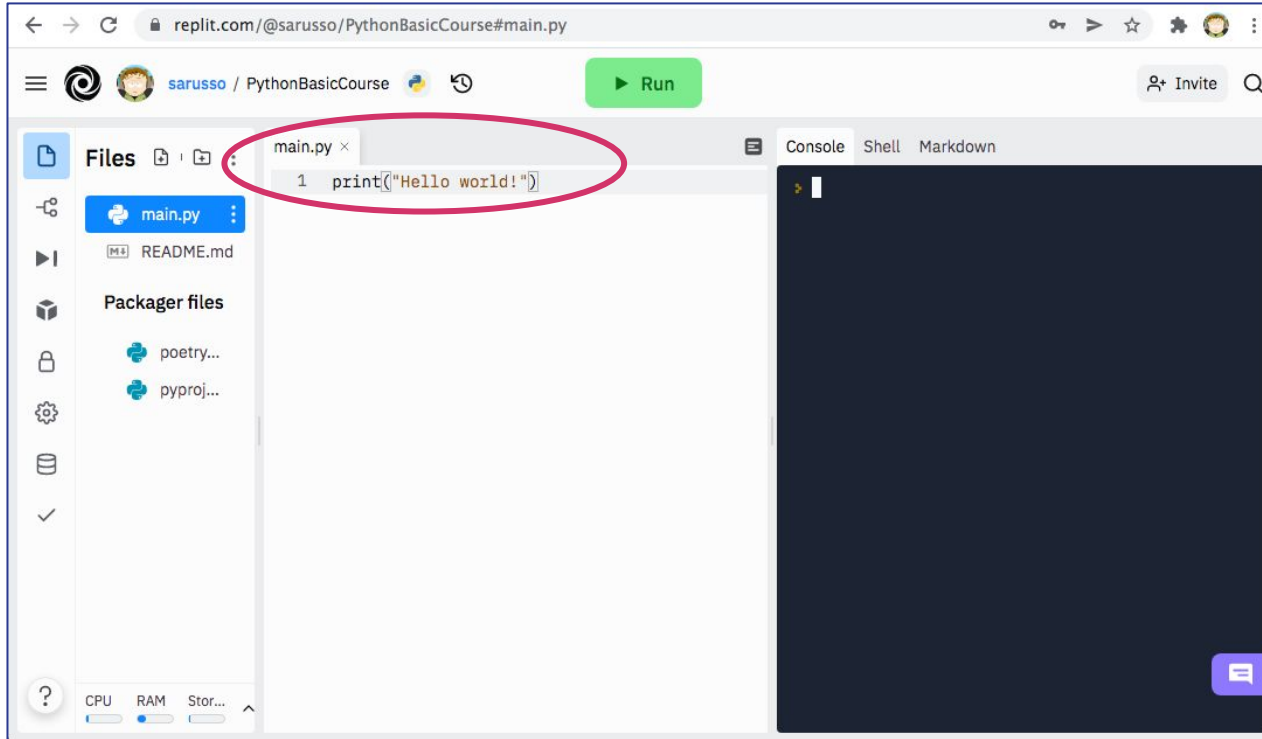 replit.com/@sarusso/PythonBasicCourse#main.py
sarusso / PythonBasicCourse
Run
Invite
Files
main.py
README.md
Packager files
poetry...
pyproj...
CPU RAM Stor...
main.py ×
1 print("Hello world!")
Console Shell Markdown
?